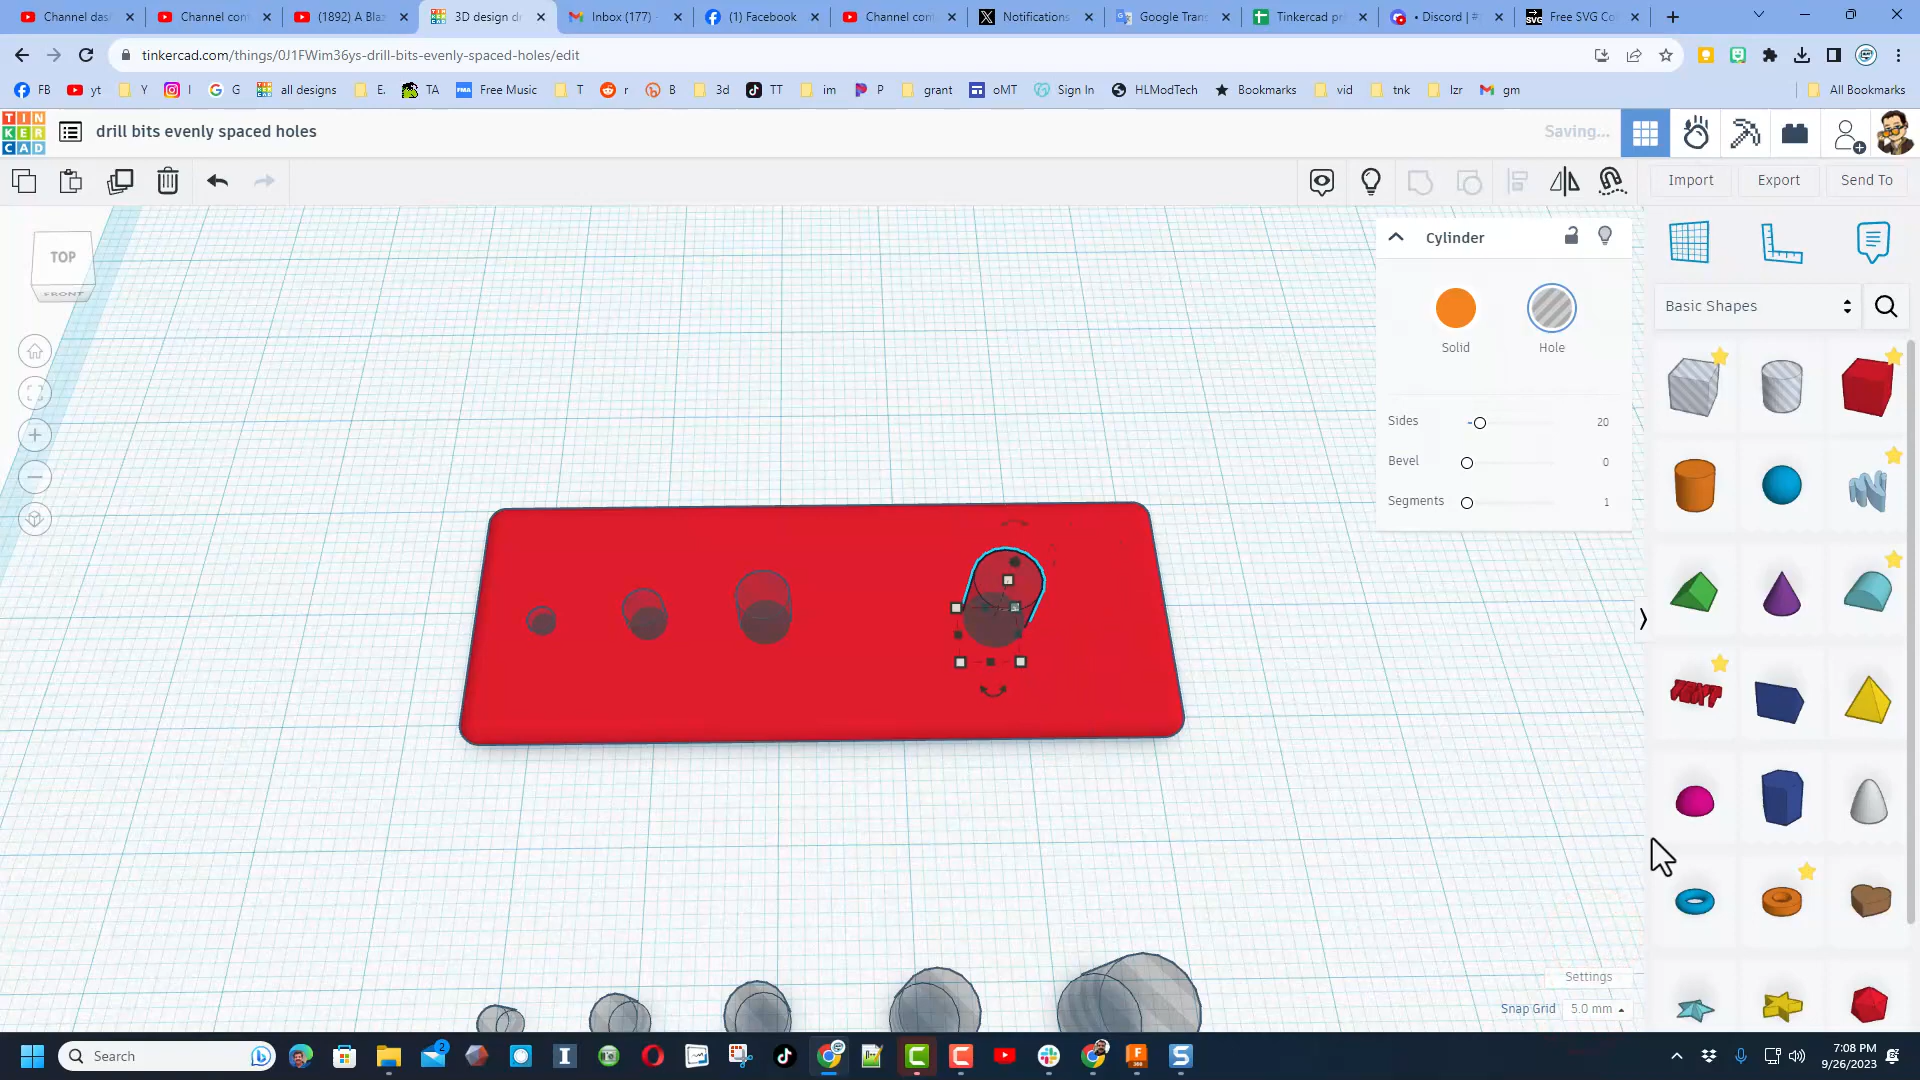 Channel das
Channel con
(1892) A Bla
3D design dr
Inbox (177)
(1) Facebook
Channel con
Notifications
Google Tran
Tinkercad pr
• Discord | #
Free SVG Co
tinkercad.com/things/0J1FWim36ys-drill-bits-evenly-spaced-holes/edit
FB
yt
Y
I
G
all designs
E.
TA
Free Music
T
r
B
3d
TT
im
P
grant
oMT
Sign In
HLModTech
Bookmarks
vid
tnk
lzr
gm
All Bookmarks
TIN
KER
CAD
drill bits evenly spaced holes
Saving...
Import
Export
Send To
TOP
FRONT
Cylinder
Solid
Hole
Sides
20
Bevel
0
Segments
1
Basic Shapes
TEXT
Settings
Snap Grid
5.0 mm
Search
2
7:08 PM
9/26/2023